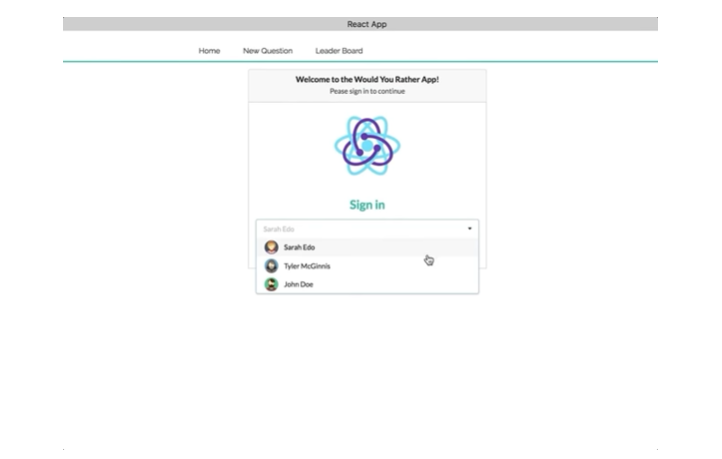 React App
Home New Question Leader Board
Welcome to the Would You Rather App!
Pease sign in to continue
Sign in
Sarah Edo
Sarah Edo
Tyler McGinnis
John Doe